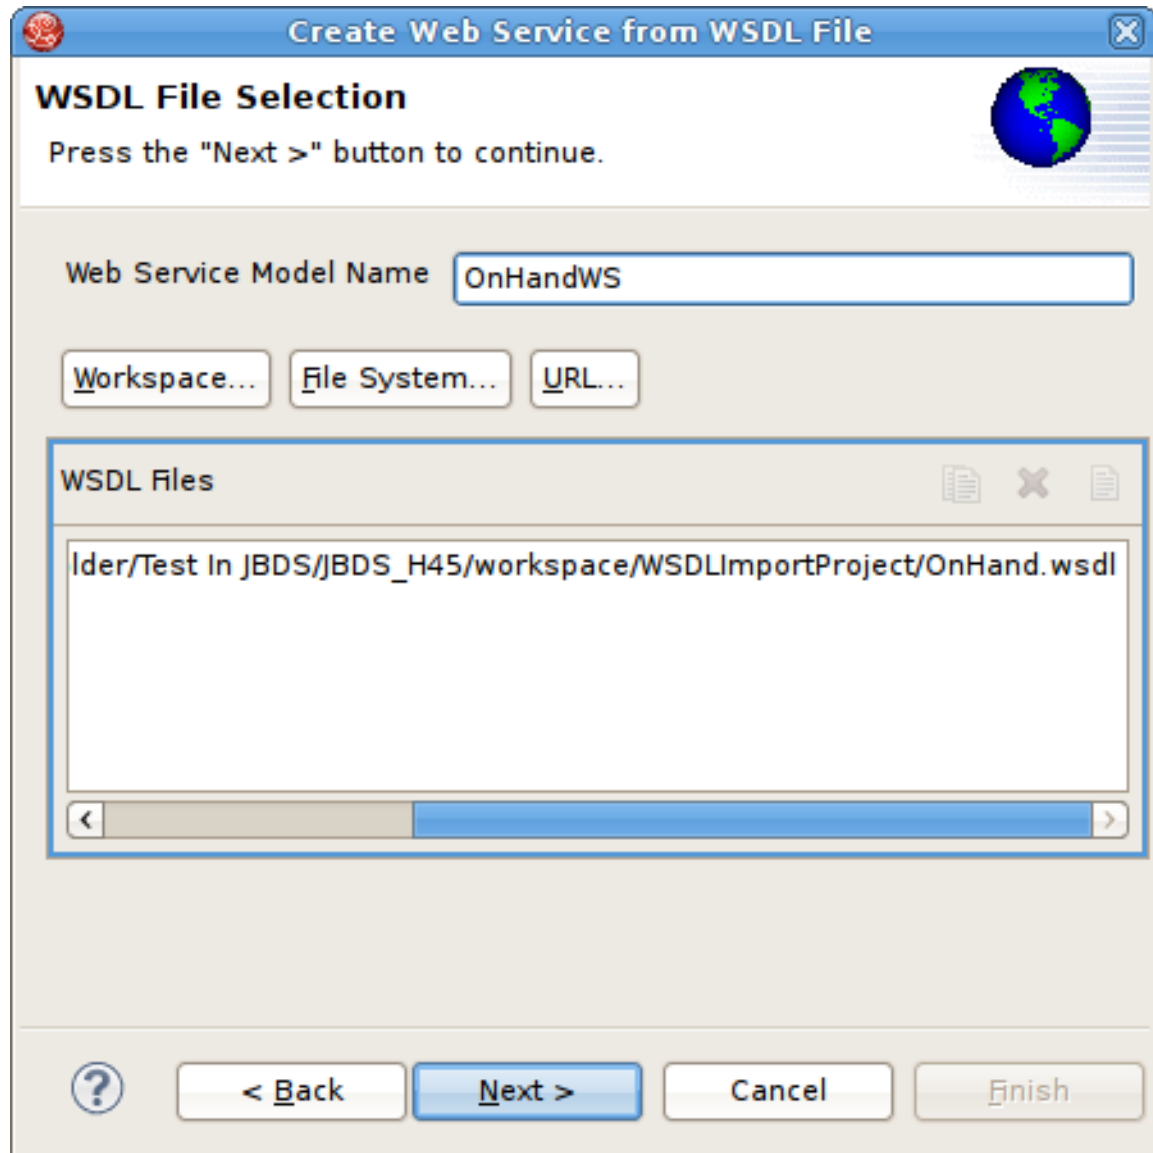 Create Web Service from WSDL File
WSDL File Selection
Press the "Next >" button to continue.
Web Service Model Name OnHandWS
Workspace... File System... URL...
WSDL Files
lder/Test In JBDS/JBDS_H45/workspace/WSDLImportProject/OnHand.wsdl
? < Back Next > Cancel Finish